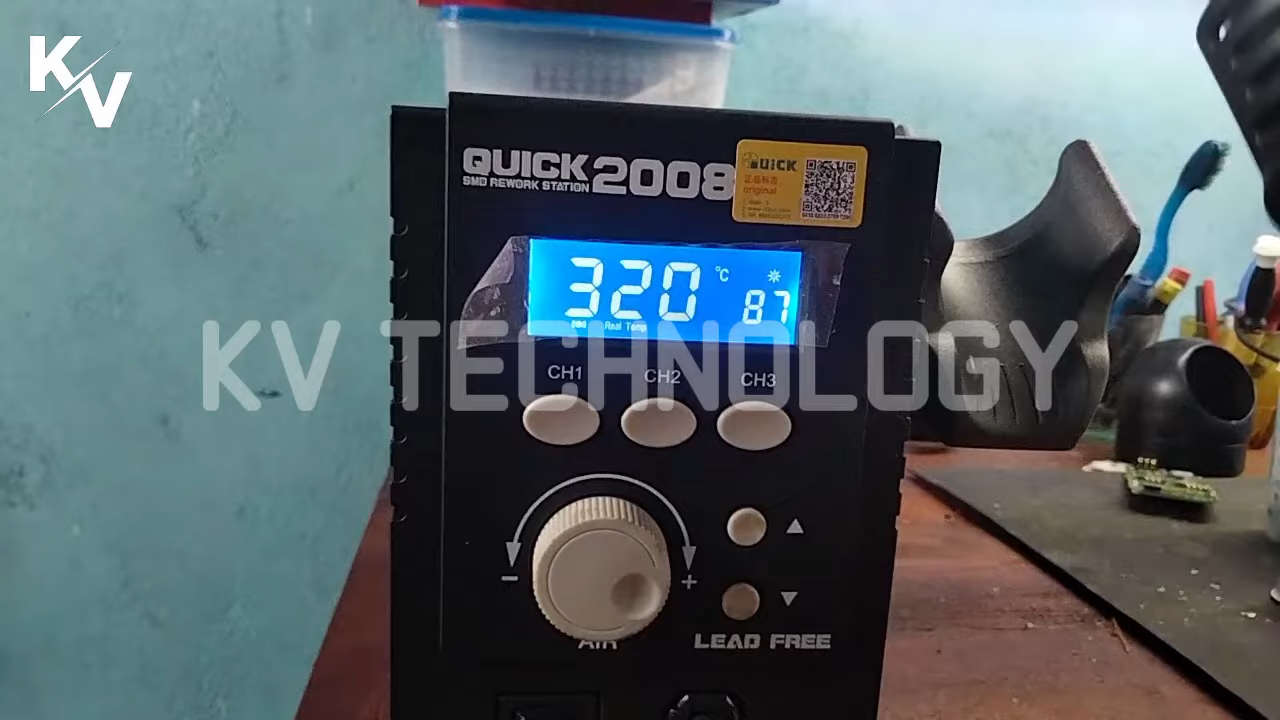 KV
QUICK 2008
SMD REWORK STATION
QUICK
original
320 °C
87
Real Temp
KV TECHNOLOGY
CH1 CH2 CH3
- +
AIR
LEAD FREE